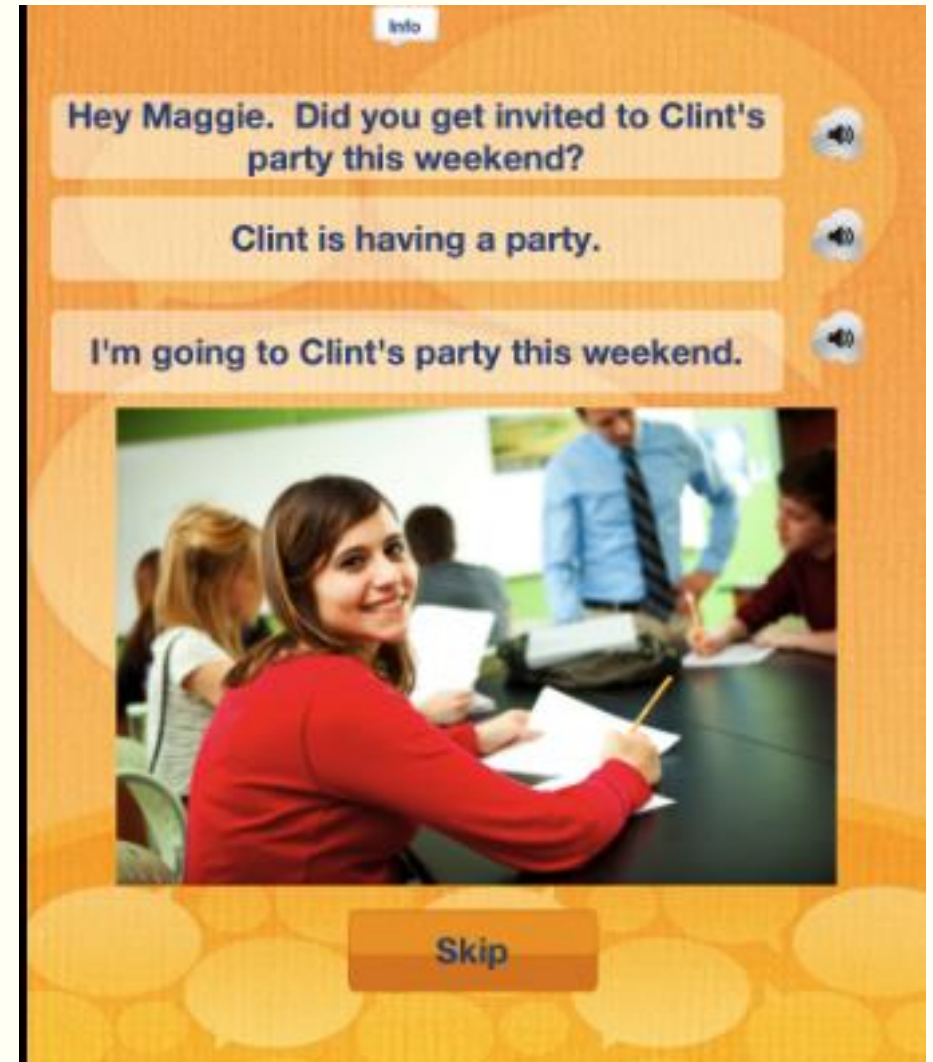 Info
Hey Maggie.  Did you get invited to Clint's
party this weekend?
Clint is having a party.
I'm going to Clint's party this weekend.
Skip